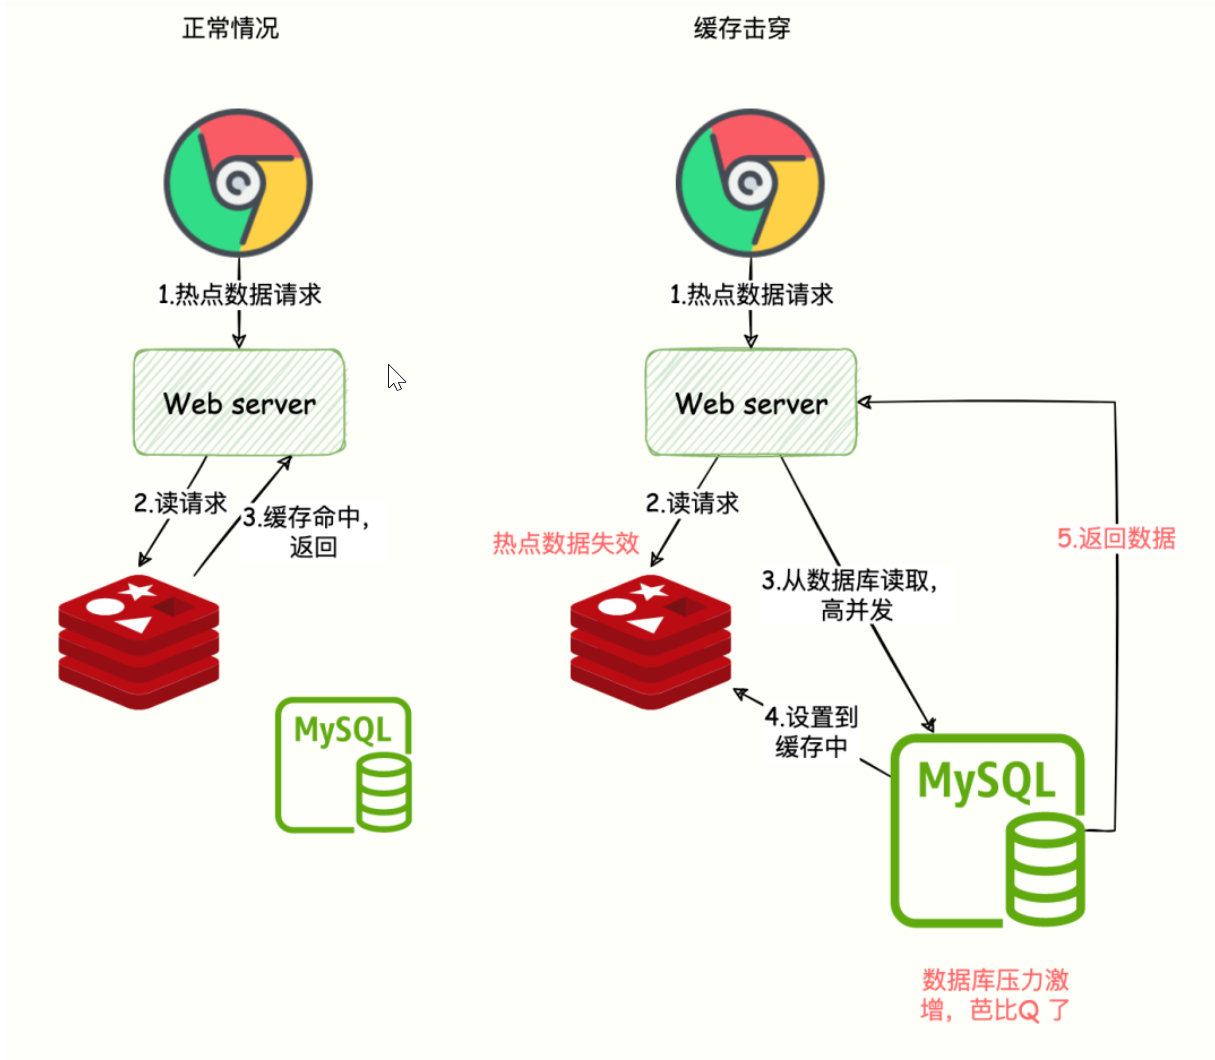 正常情况
1.热点数据请求
Web server
2.读请求
3.缓存命中，
返回
MySQL
缓存击穿
1.热点数据请求
Web server
2.读请求
热点数据失效
3.从数据库读取，
高并发
4.设置到
缓存中
5.返回数据
MySQL
数据库压力激
增，芭比Q 了